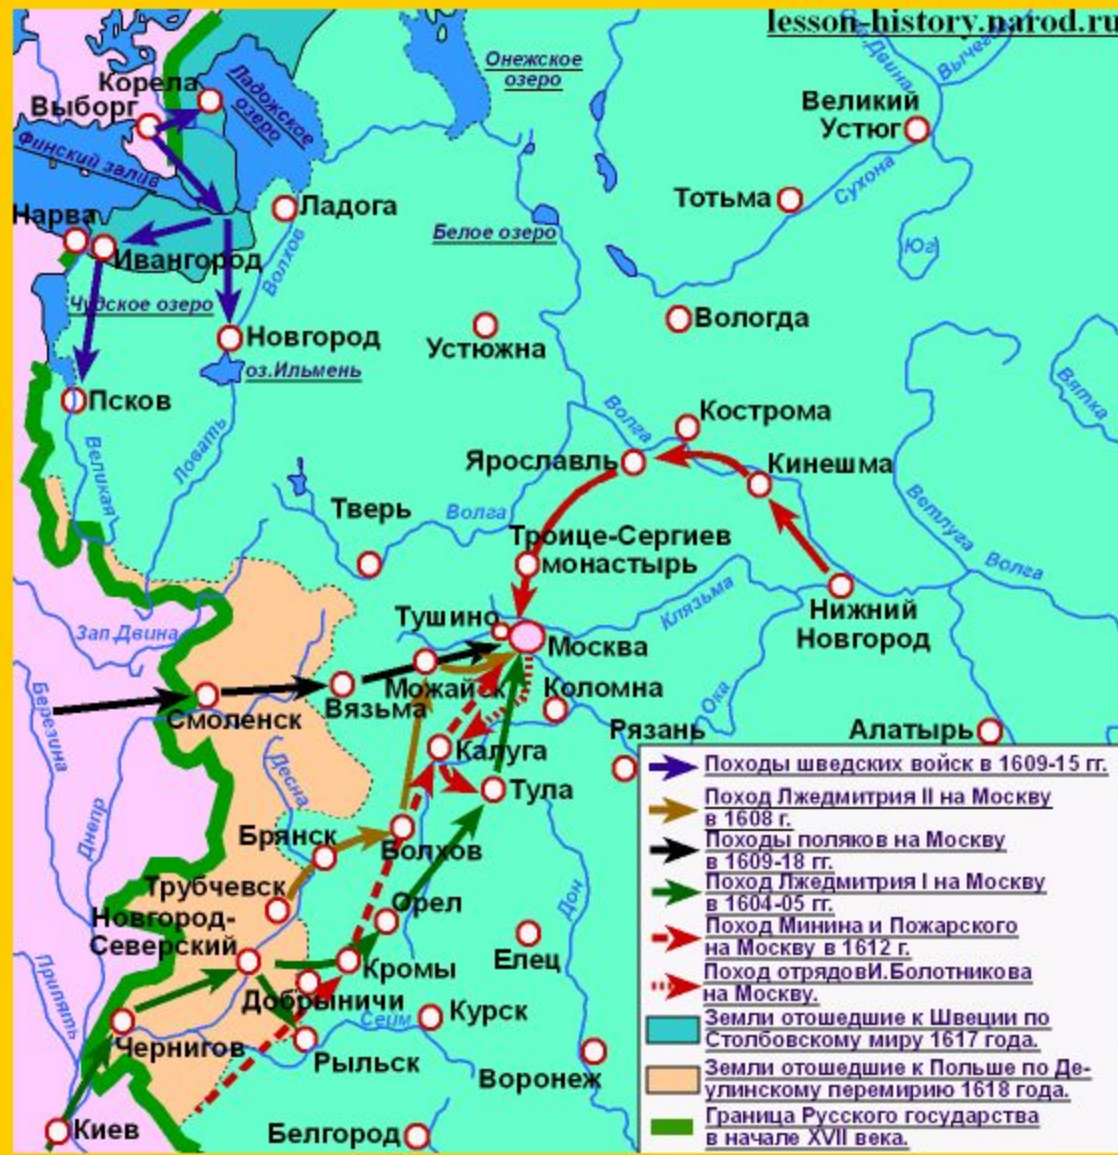 lesson-history.narod.ru
Онежское
озеро
Ладожское
озеро
Корела
Выборг
Финский залив
Великий
Устюг
Вычегда
Сухона
Тотьма
Юг
Нарва
Ладога
Белое озеро
Ивангород
Волхов
Чудское озеро
Новгород
оз.Ильмень
Устюжна
Вологда
Псков
Великая
Ловать
Волга
Кострома
Вятка
Ярославль
Кинешма
Ветлуга
Тверь
Волга
Троице-Сергиев
монастырь
Волга
Клязьма
Нижний
Новгород
Зап.Двина
Тушино
Москва
Можайск
Коломна
Ока
Березина
Смоленск
Вязьма
Рязань
Алатырь
Калуга
Десна
Днепр
Тула
Брянск
Волхов
Трубчевск
Орел
Дон
Новгород-
Северский
Елец
Кромы
Добрыничи
Припять
Сейм
Курск
Чернигов
Рыльск
Воронеж
Киев
Белгород
Походы шведских войск в 1609-15 гг.
Поход Лжедмитрия II на Москву
в 1608 г.
Походы поляков на Москву
в 1609-18 гг.
Поход Лжедмитрия I на Москву
в 1604-05 гг.
Поход Минина и Пожарского
на Москву в 1612 г.
Поход отрядовИ.Болотникова
на Москву.
Земли отошедшие к Швеции по
Столбовскому миру 1617 года.
Земли отошедшие к Польше по Де-
улинскому перемирию 1618 года.
Граница Русского государства
в начале XVII века.